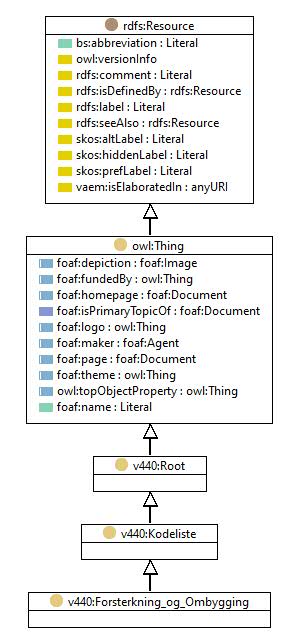 rdfs:Resource
bs:abbreviation : Literal
owl:versionInfo
rdfs:comment : Literal
rdfs:isDefinedBy : rdfs:Resource
rdfs:label : Literal
rdfs:seeAlso : rdfs:Resource
skos:altLabel : Literal
skos:hiddenLabel : Literal
skos:prefLabel : Literal
vaem:isElaboratedIn : anyURI
owl:Thing
foaf:depiction : foaf:Image
foaf:fundedBy : owl:Thing
foaf:homepage : foaf:Document
foaf:isPrimaryTopicOf : foaf:Document
foaf:logo : owl:Thing
foaf:maker : foaf:Agent
foaf:page : foaf:Document
foaf:theme : owl:Thing
owl:topObjectProperty : owl:Thing
foaf:name : Literal
v440:Root
v440:Kodeliste
v440:Forsterkning_og_Ombygging